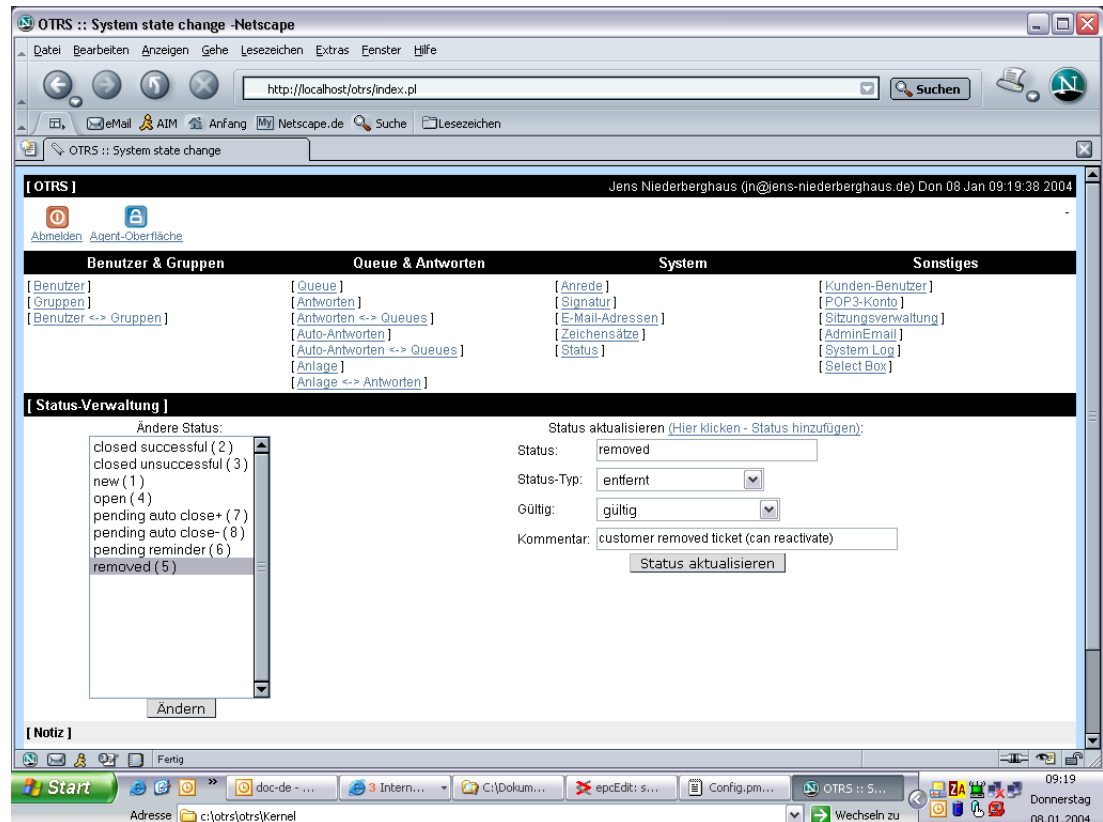 OTRS :: System state change -Netscape
Datei Bearbeiten Anzeigen Gehe Lesezeichen Extras Fenster Hilfe
http://localhost/otrs/index.pl Suchen N
eMail AIM Anfang My Netscape.de Suche Lesezeichen
OTRS :: System state change
[ OTRS ] Jens Niederberghaus (jn@jens-niederberghaus.de) Don 08 Jan 09:19:38 2004
-
Abmelden Agent-Oberfläche
Benutzer & Gruppen Queue & Antworten System Sonstiges
[ Benutzer ] [ Queue ] [ Anrede ] [ Kunden-Benutzer ]
[ Gruppen ] [ Antworten ] [ Signatur ] [ POP3-Konto ]
[ Benutzer <-> Gruppen ] [ Antworten <-> Queues ] [ E-Mail-Adressen ] [ Sitzungsverwaltung ]
[ Auto-Antworten ] [ Zeichensätze ] [ AdminEmail ]
[ Auto-Antworten <-> Queues ] [ Status ] [ System Log ]
[ Anlage ] [ Select Box ]
[ Anlage <-> Antworten ]
[ Status-Verwaltung ]
Ändere Status: Status aktualisieren (Hier klicken - Status hinzufügen):
closed successful ( 2 )
closed unsuccessful ( 3 )
new ( 1 )
open ( 4 )
pending auto close+ ( 7 )
pending auto close- ( 8 )
pending reminder ( 6 )
removed ( 5 )
Ändern
Status: removed
Status-Typ: entfernt
Gültig: gültig
Kommentar: customer removed ticket (can reactivate)
Status aktualisieren
[ Notiz ]
Fertig
Start » doc-de - ... 3 Intern... C:\Dokum... epcEdit: s... Config.pm... OTRS :: S... 09:19
Donnerstag
Adresse c:\otrs\otrs\Kernel Wechseln zu 08.01.2004